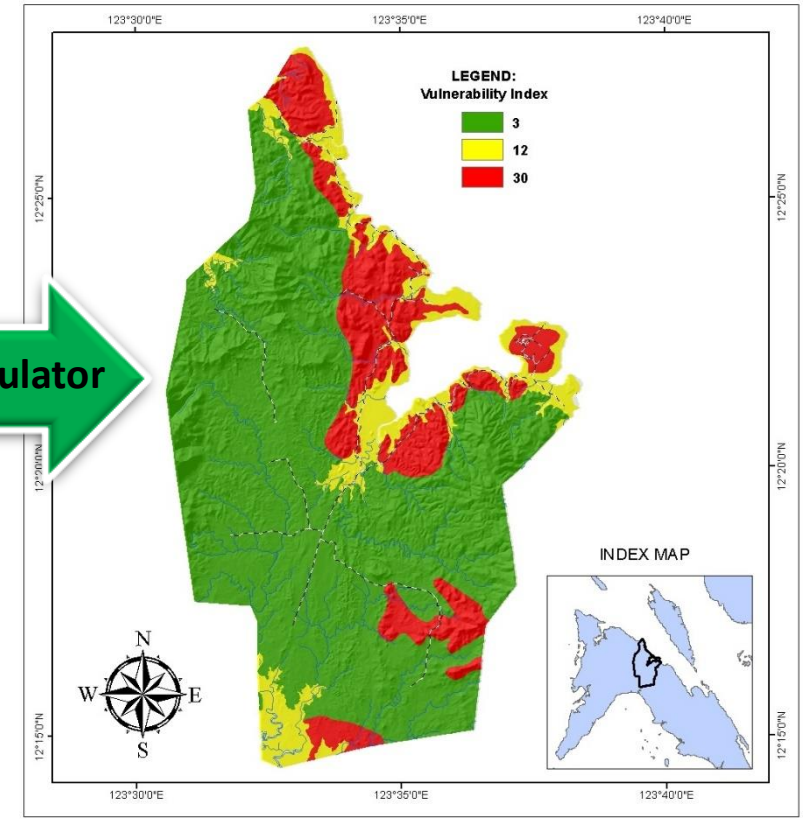 123°30'0"E 123°35'0"E 123°40'0"E
LEGEND:
Vulnerability Index
3
12
30
12°25'0"N 12°25'0"N
ulator
12°20'0"N 12°20'0"N
INDEX MAP
N
W E
S
12°15'0"N 12°15'0"N
123°30'0"E 123°35'0"E 123°40'0"E